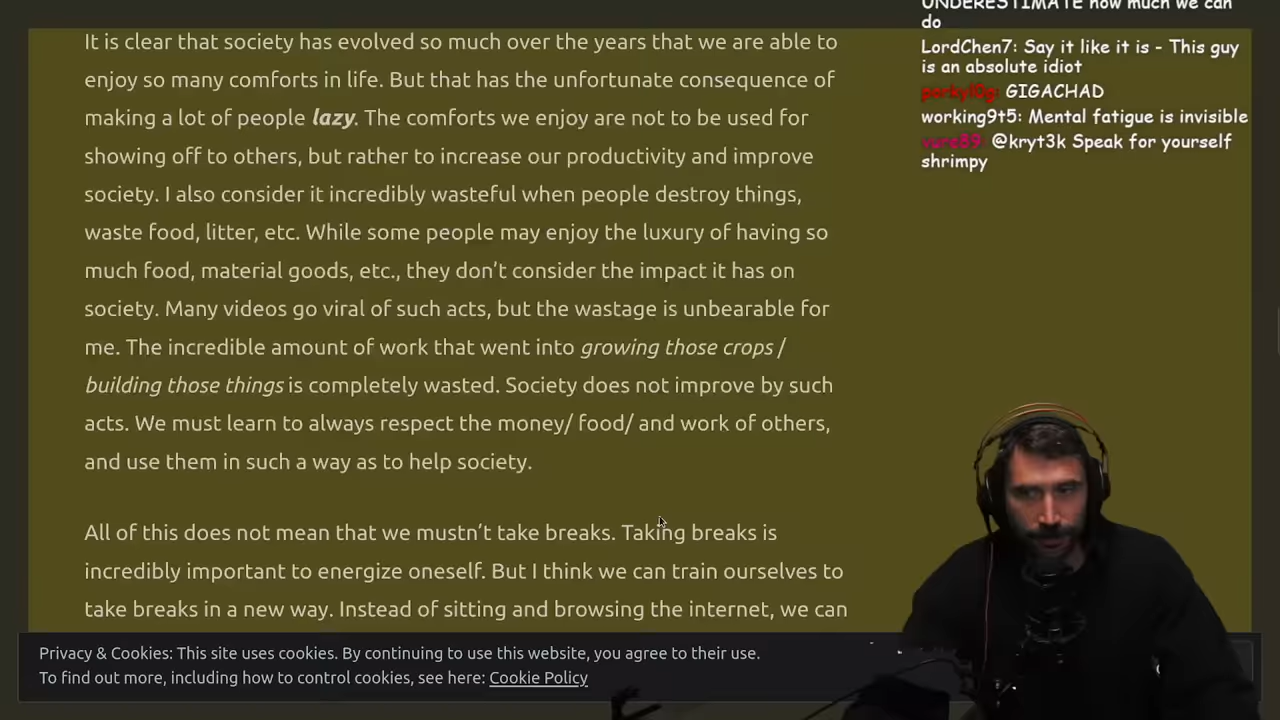 It is clear that society has evolved so much over the years that we are able to
enjoy so many comforts in life. But that has the unfortunate consequence of
making a lot of people lazy. The comforts we enjoy are not to be used for
showing off to others, but rather to increase our productivity and improve
society. I also consider it incredibly wasteful when people destroy things,
waste food, litter, etc. While some people may enjoy the luxury of having so
much food, material goods, etc., they don’t consider the impact it has on
society. Many videos go viral of such acts, but the wastage is unbearable for
me. The incredible amount of work that went into growing those crops /
building those things is completely wasted. Society does not improve by such
acts. We must learn to always respect the money/ food/ and work of others,
and use them in such a way as to help society.
All of this does not mean that we mustn’t take breaks. Taking breaks is
incredibly important to energize oneself. But I think we can train ourselves to
take breaks in a new way. Instead of sitting and browsing the internet, we can
Privacy & Cookies: This site uses cookies. By continuing to use this website, you agree to their use.
To find out more, including how to control cookies, see here: Cookie Policy
UNDERESTIMATE how much we can
do
LordChen7: Say it like it is - This guy
is an absolute idiot
GIGACHAD
working9t5: Mental fatigue is invisible
@kryt3k Speak for yourself
shrimpy